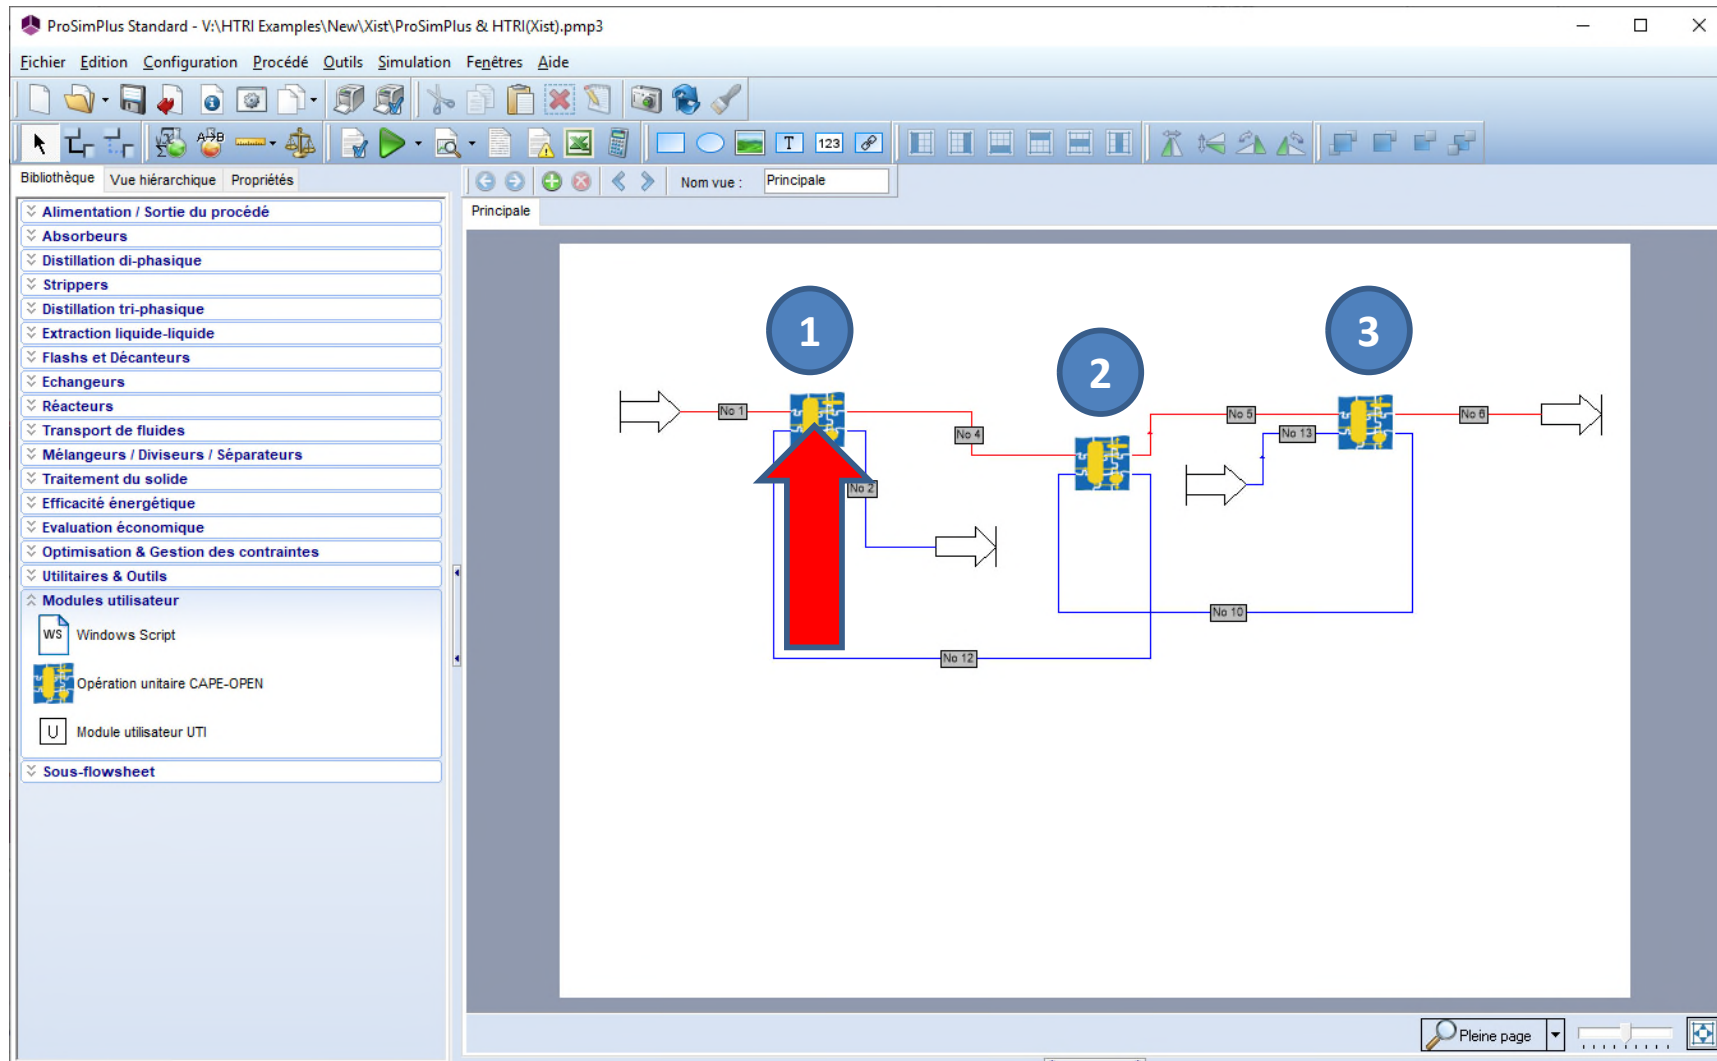 ProSimPlus Standard - V:\HTRI Examples\New\Xist\ProSimPlus & HTRI(Xist).pmp3
Fichier Edition Configuration Procédé Outils Simulation Fenêtres Aide
A B
T 123
Bibliothèque Vue hiérarchique Propriétés
Nom vue : Principale
Principale
Alimentation / Sortie du procédé
Absorbeurs
Distillation di-phasique
Strippers
Distillation tri-phasique
Extraction liquide-liquide
Flashs et Décanteurs
Echangeurs
Réacteurs
Transport de fluides
Mélangeurs / Diviseurs / Séparateurs
Traitement du solide
Efficacité énergétique
Evaluation économique
Optimisation & Gestion des contraintes
Utilitaires & Outils
Modules utilisateur
WS Windows Script
Opération unitaire CAPE-OPEN
U Module utilisateur UTI
Sous-flowsheet
1
2
3
No 1
No 4
No 5
No 6
No 13
No 2
No 10
No 12
Pleine page